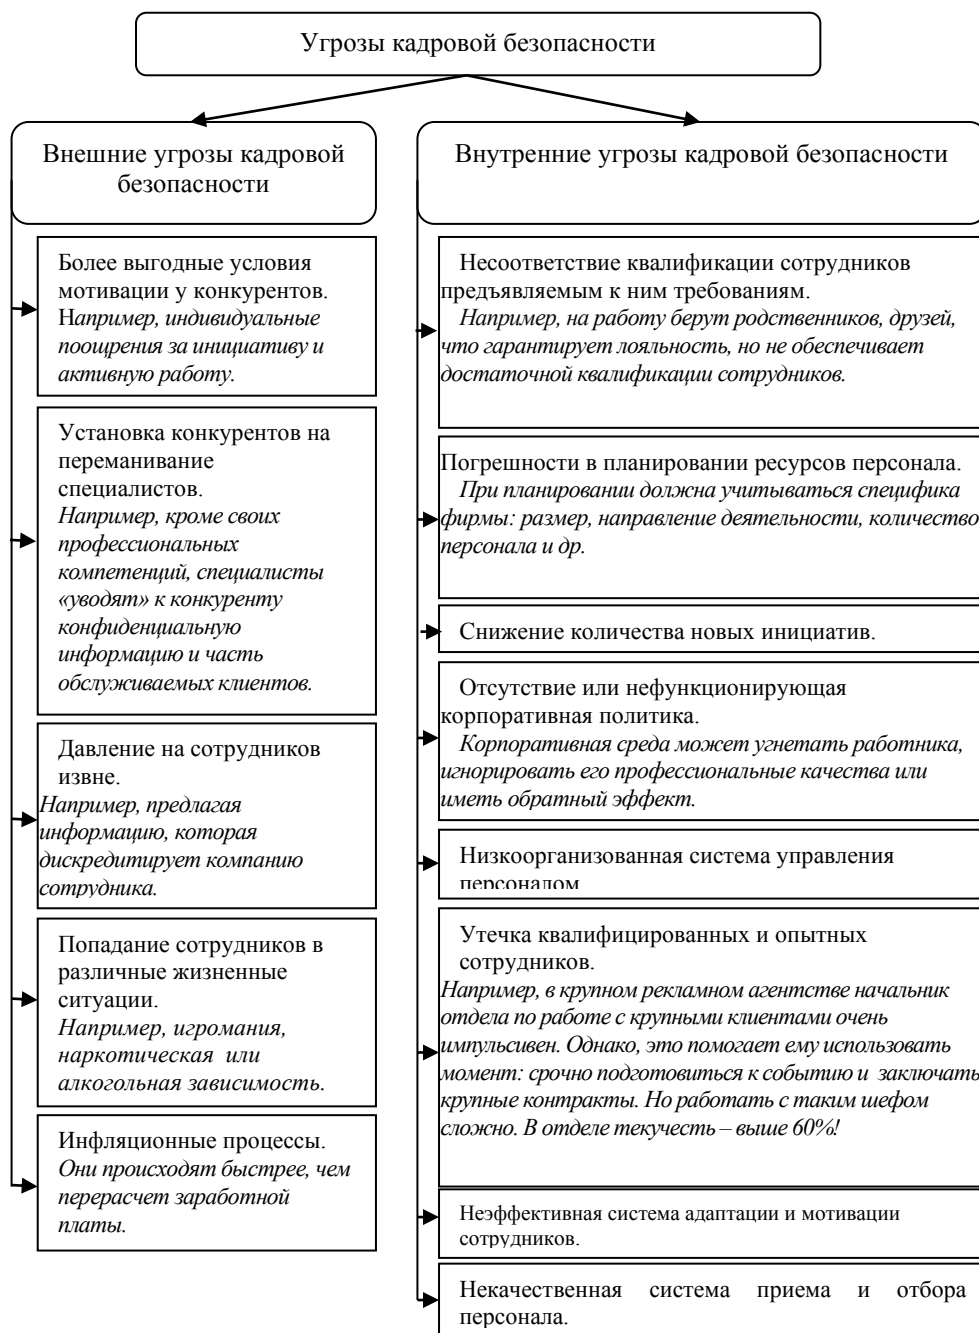 Угрозы кадровой безопасности
Внешние угрозы кадровой
безопасности
Более выгодные условия
мотивации у конкурентов.
Например, индивидуальные
поощрения за инициативу и
активную работу.
Установка конкурентов на
переманивание
специалистов.
Например, кроме своих
профессиональных
компетенций, специалисты
«уводят» к конкуренту
конфиденциальную
информацию и часть
обслуживаемых клиентов.
Давление на сотрудников
извне.
Например, предлагая
информацию, которая
дискредитирует компанию
сотрудника.
Попадание сотрудников в
различные жизненные
ситуации.
Например, игромания,
наркотическая или
алкогольная зависимость.
Инфляционные процессы.
Они происходят быстрее, чем
перерасчет заработной
платы.
Внутренние угрозы кадровой безопасности
Несоответствие квалификации сотрудников
предъявляемым к ним требованиям.
Например, на работу берут родственников, друзей,
что гарантирует лояльность, но не обеспечивает
достаточной квалификации сотрудников.
Погрешности в планировании ресурсов персонала.
При планировании должна учитываться специфика
фирмы: размер, направление деятельности, количество
персонала и др.
Снижение количества новых инициатив.
Отсутствие или нефункционирующая
корпоративная политика.
Корпоративная среда может угнетать работника,
игнорировать его профессиональные качества или
иметь обратный эффект.
Низкоорганизованная система управления
персоналом
Утечка квалифицированных и опытных
сотрудников.
Например, в крупном рекламном агентстве начальник
отдела по работе с крупными клиентами очень
импульсивен. Однако, это помогает ему использовать
момент: срочно подготовиться к событию и заключать
крупные контракты. Но работать с таким шефом
сложно. В отделе текучесть – выше 60%!
Неэффективная система адаптации и мотивации
сотрудников.
Некачественная система приема и отбора
персонала.